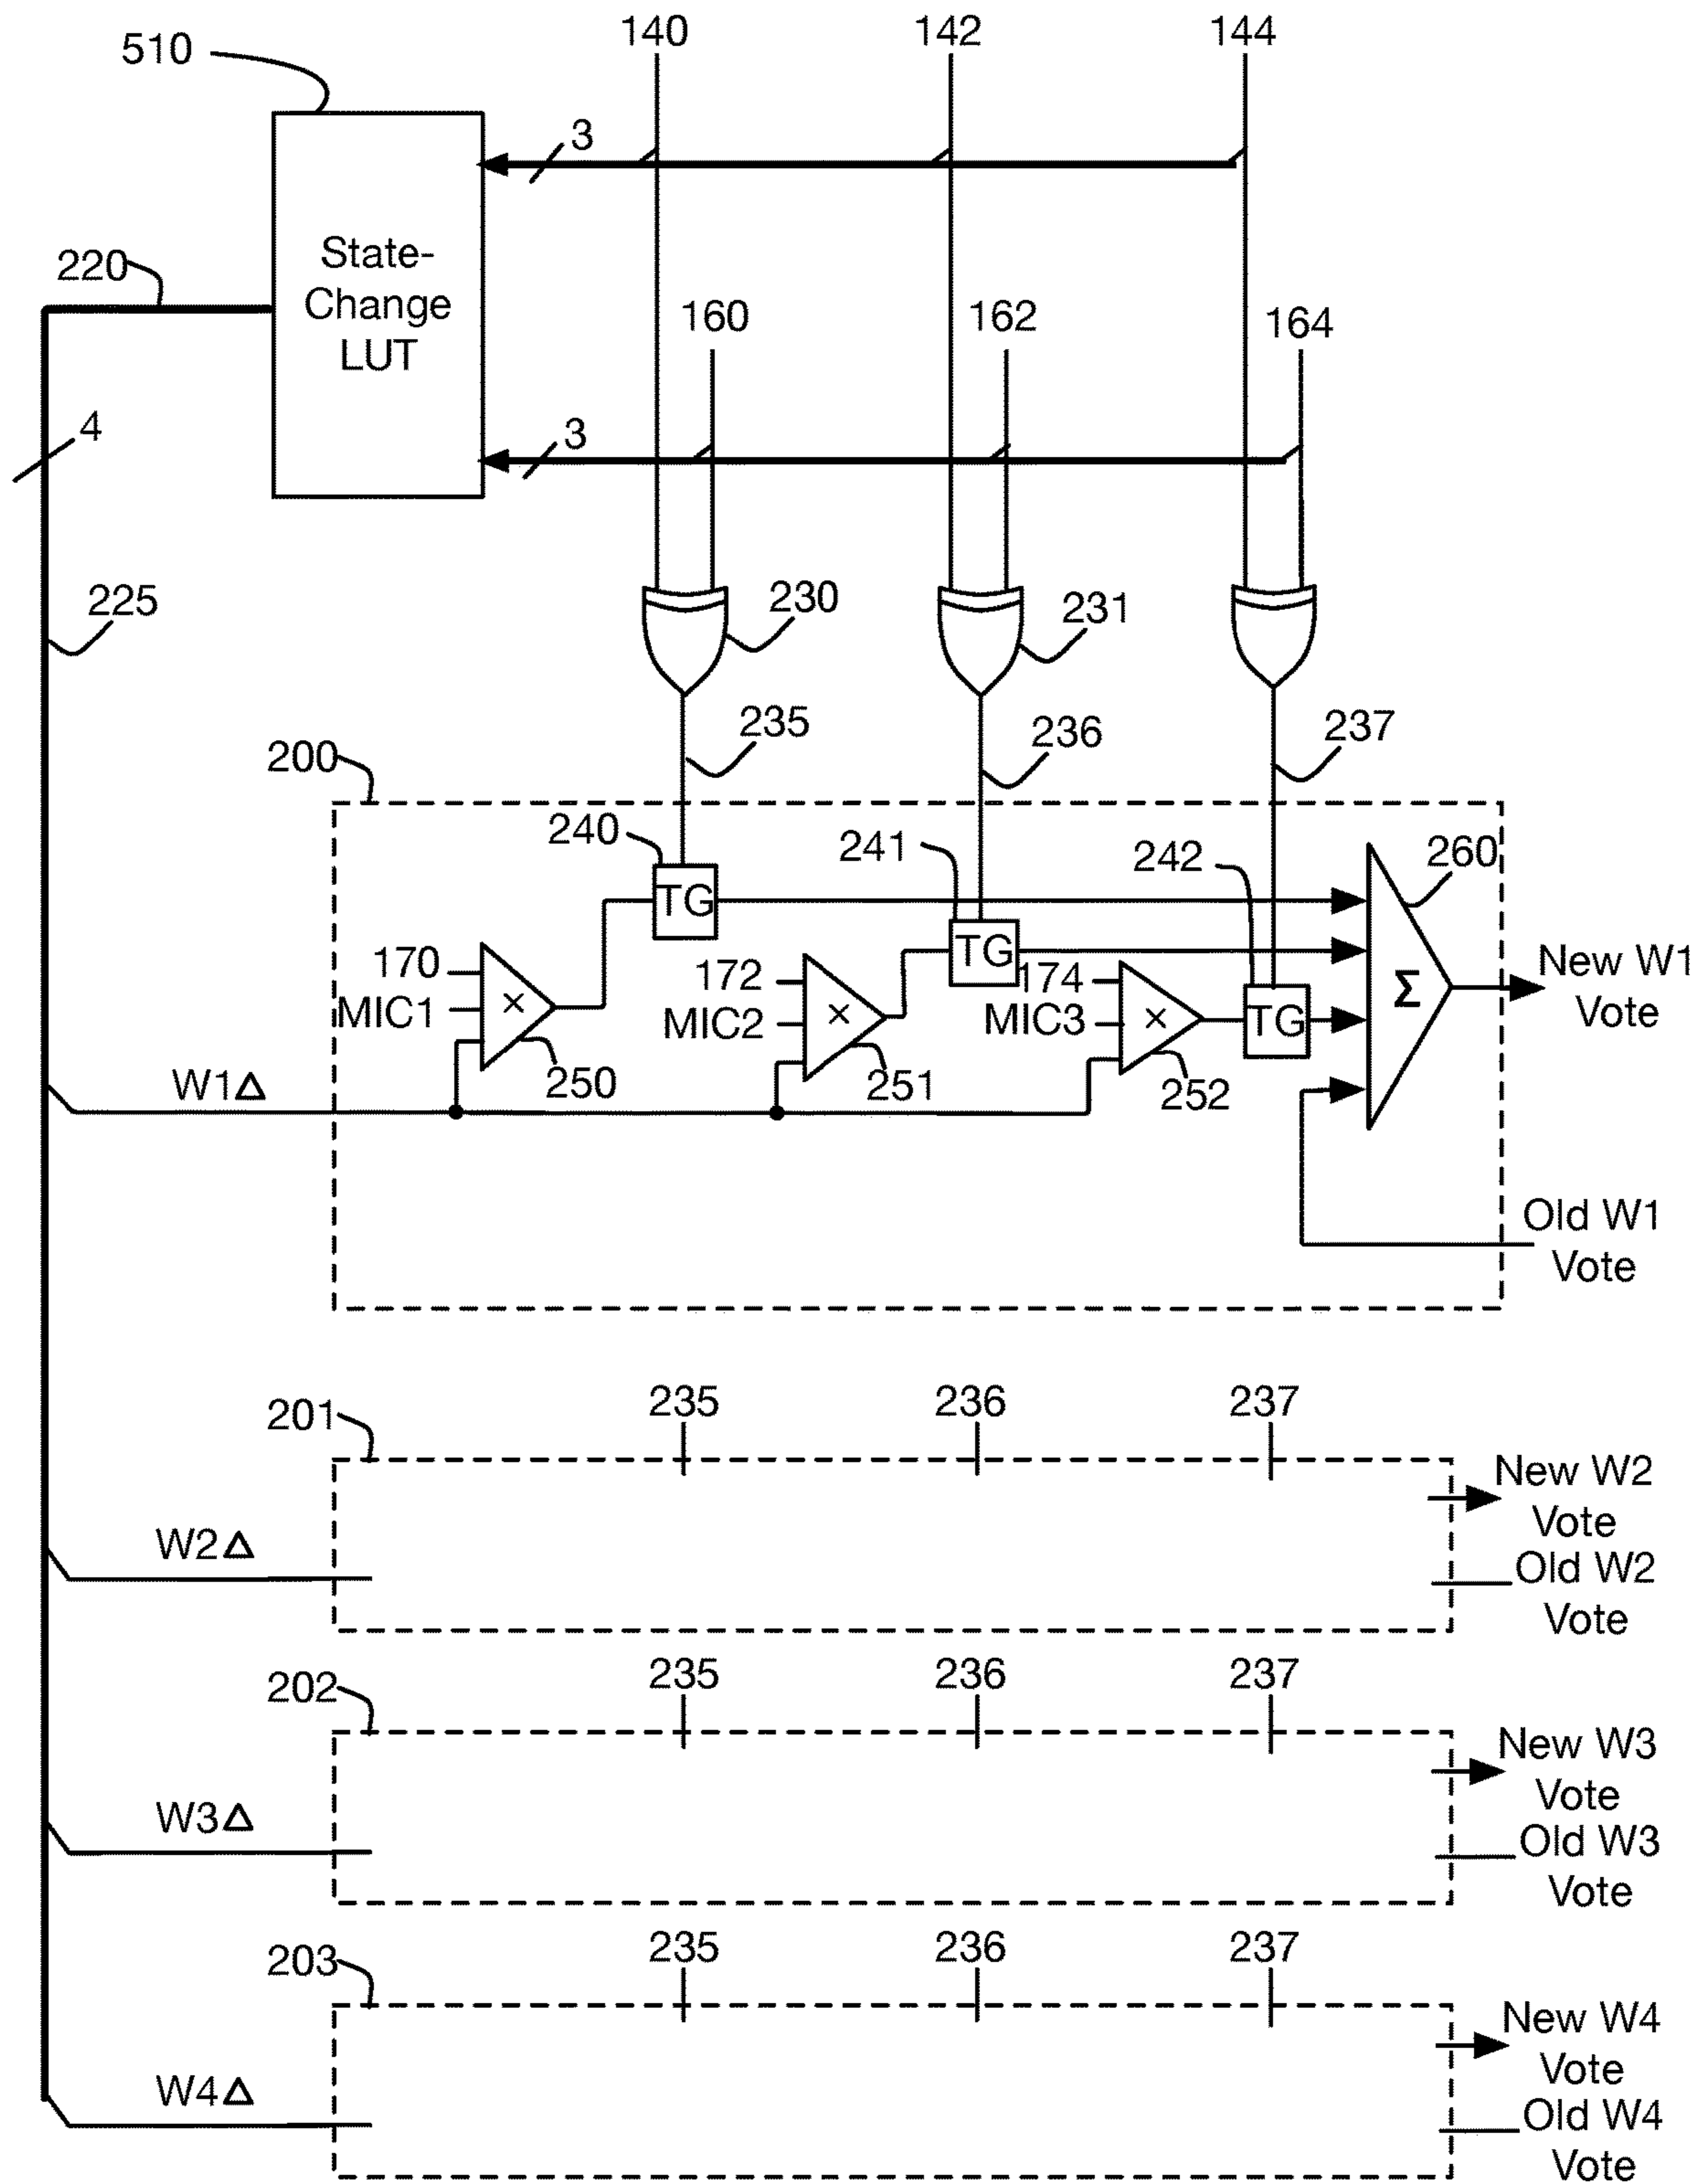 140 142 144
510
3
State-
Change
LUT
220
160 162 164
3
4
225
230
231
235 236 237
200
240 241 242 260
TG
TG
TG
170
MIC1
×
172
MIC2
×
174
MIC3
×
Σ
New W1
Vote
250 251 252
W1Δ
Old W1
Vote
201 235 236 237
New W2
Vote
W2Δ
Old W2
Vote
202 235 236 237
New W3
Vote
W3Δ
Old W3
Vote
203 235 236 237
New W4
Vote
W4Δ
Old W4
Vote